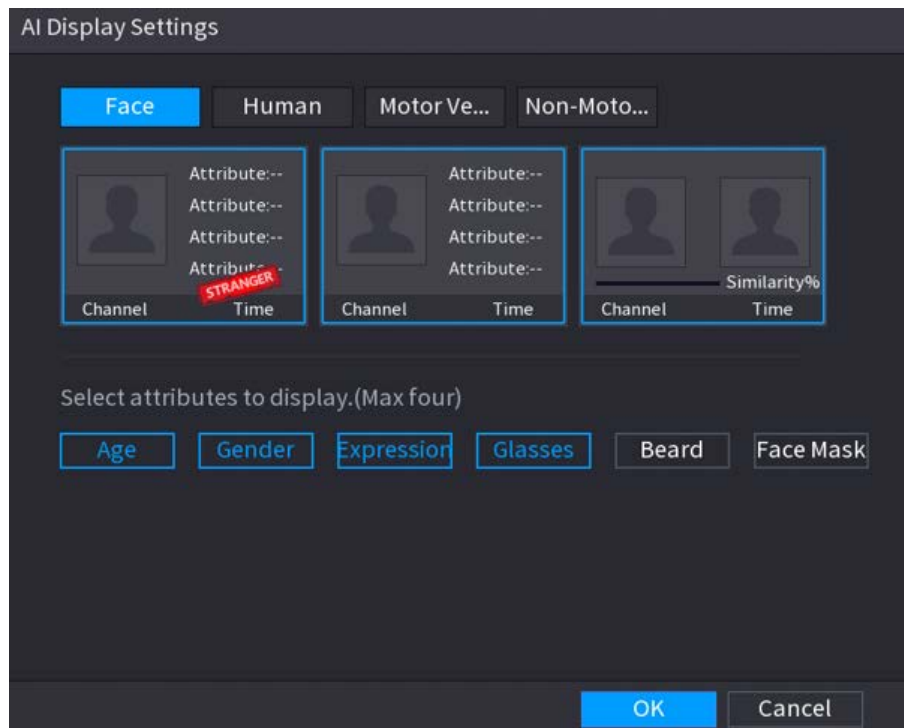 AI Display Settings
Face Human Motor Ve... Non-Moto...
Attribute:-- Attribute:--
Attribute:-- Attribute:--
Attribute:-- Attribute:--
Attribute:-- Attribute:--
STRANGER Similarity%
Channel Time Channel Time Channel Time
Select attributes to display.(Max four)
Age Gender Expression Glasses Beard Face Mask
OK Cancel